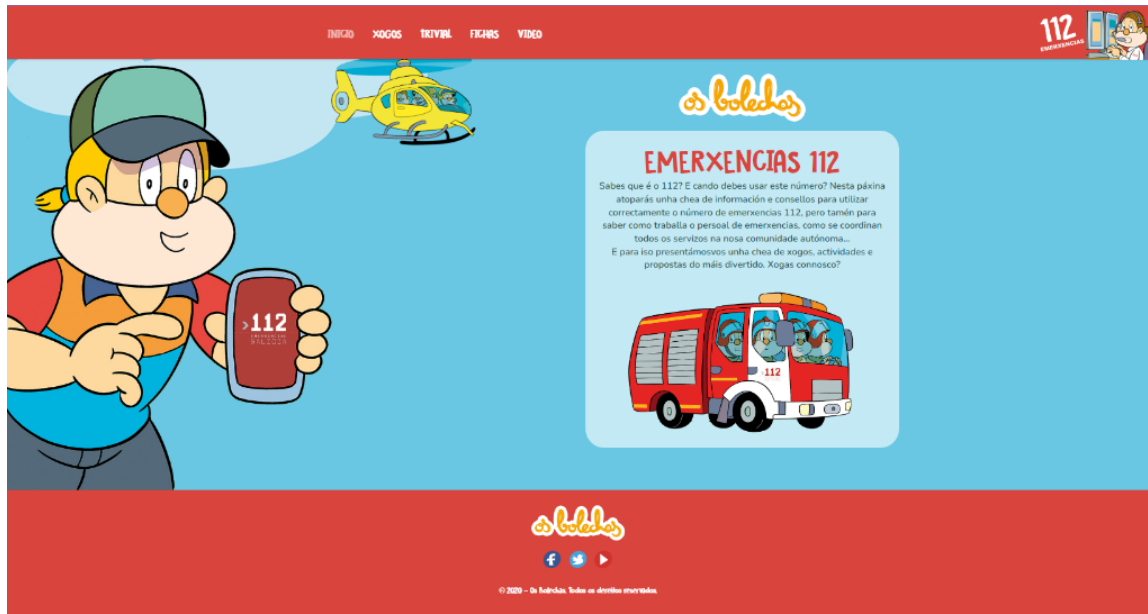 INICIO XOGOS TRIVIAL FICHAS VIDEO
112
EMERXENCIAS
os bolechas
EMERXENCIAS 112
Sabes que é o 112? E cando debes usar este número? Nesta páxina
atoparás unha chea de información e consellos para utilizar
correctamente o número de emerxencias 112, pero tamén para
saber como traballa o persoal de emerxencias, como se coordinan
todos os servizos na nosa comunidade autónoma...
E para iso presentámosvos unha chea de xogos, actividades e
propostas do máis divertido. Xogas connosco?
>112
EMERXENCIAS
GALICIA
112
os bolechas
© 2020 – Os Bolechas. Todos os dereitos reservados.